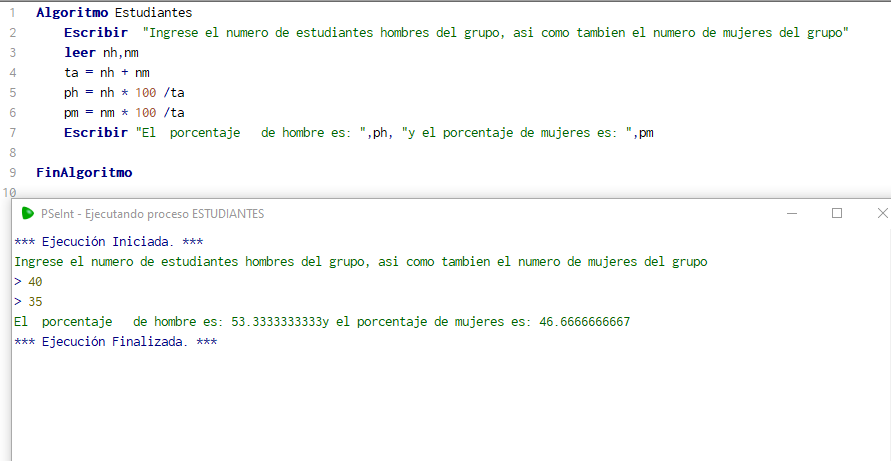 1 Algoritmo Estudiantes
2 Escribir  "Ingrese el numero de estudiantes hombres del grupo, asi como tambien el numero de mujeres del grupo"
3 leer nh,nm
4 ta = nh + nm
5 ph = nh * 100 /ta
6 pm = nm * 100 /ta
7 Escribir "El  porcentaje   de hombre es: ",ph, "y el porcentaje de mujeres es: ",pm
8
9 FinAlgoritmo
10
PSeInt - Ejecutando proceso ESTUDIANTES
*** Ejecución Iniciada. ***
Ingrese el numero de estudiantes hombres del grupo, asi como tambien el numero de mujeres del grupo
> 40
> 35
El  porcentaje   de hombre es: 53.3333333333y el porcentaje de mujeres es: 46.6666666667
*** Ejecución Finalizada. ***